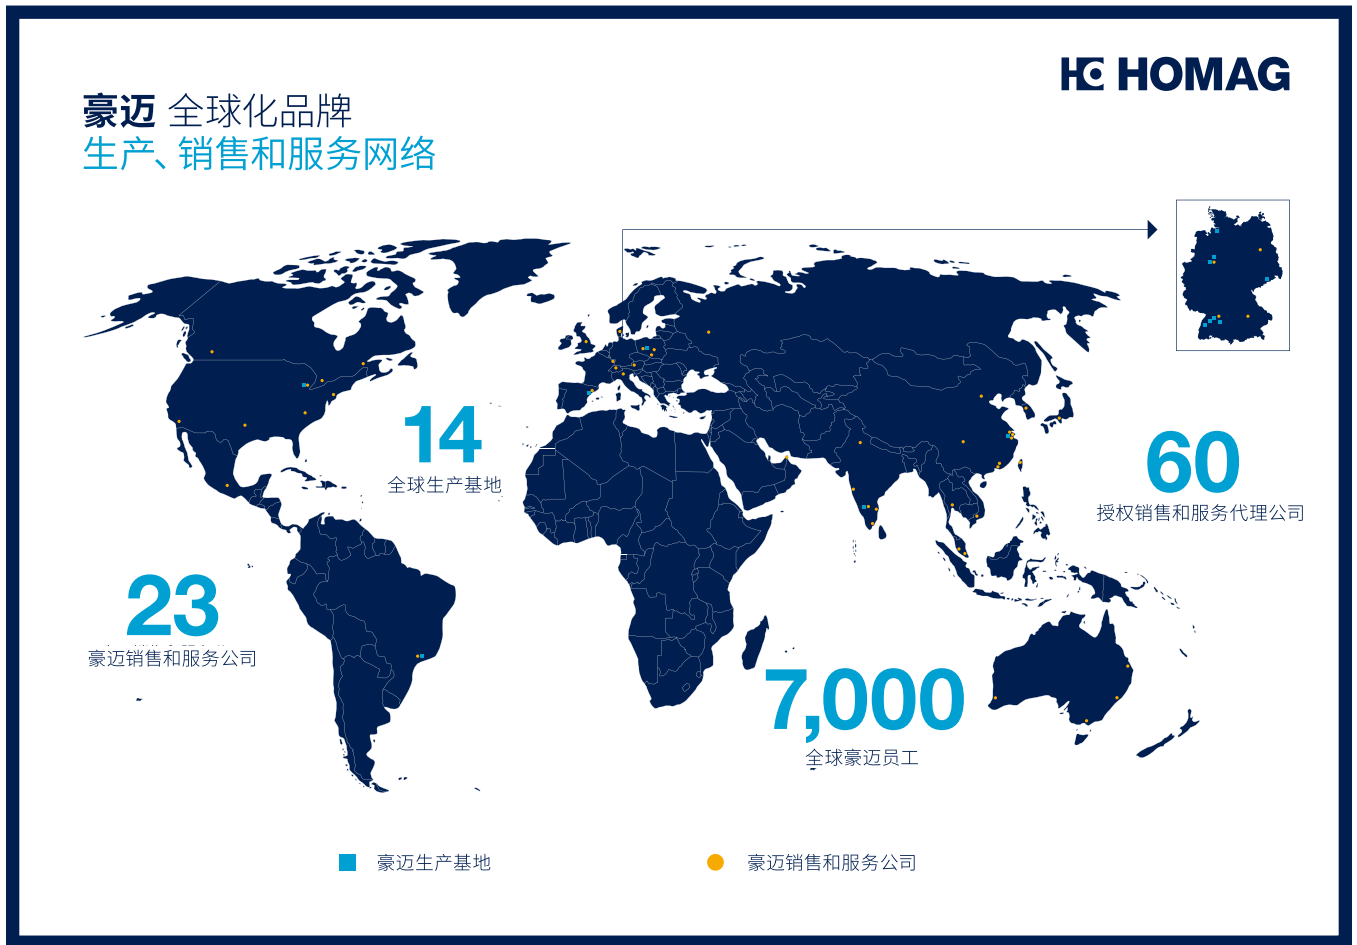 HOMAG
豪迈 全球化品牌
生产、销售和服务网络
14
全球生产基地
60
授权销售和服务代理公司
23
豪迈销售和服务公司
7,000
全球豪迈员工
豪迈生产基地
豪迈销售和服务公司